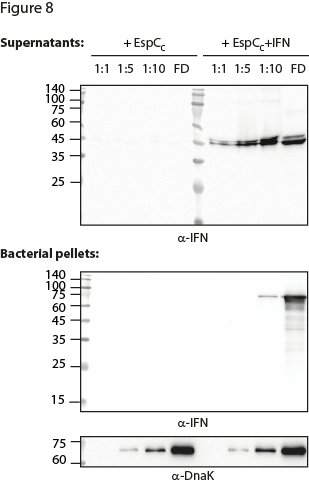 Figure 8
Supernatants: + EspCc + EspCc+IFN
1:1 1:5 1:10 FD 1:1 1:5 1:10 FD
140
100
75
60
45
35
25
α-IFN
Bacterial pellets:
140
100
75
60
45
35
25
15
α-IFN
75
60
α-DnaK